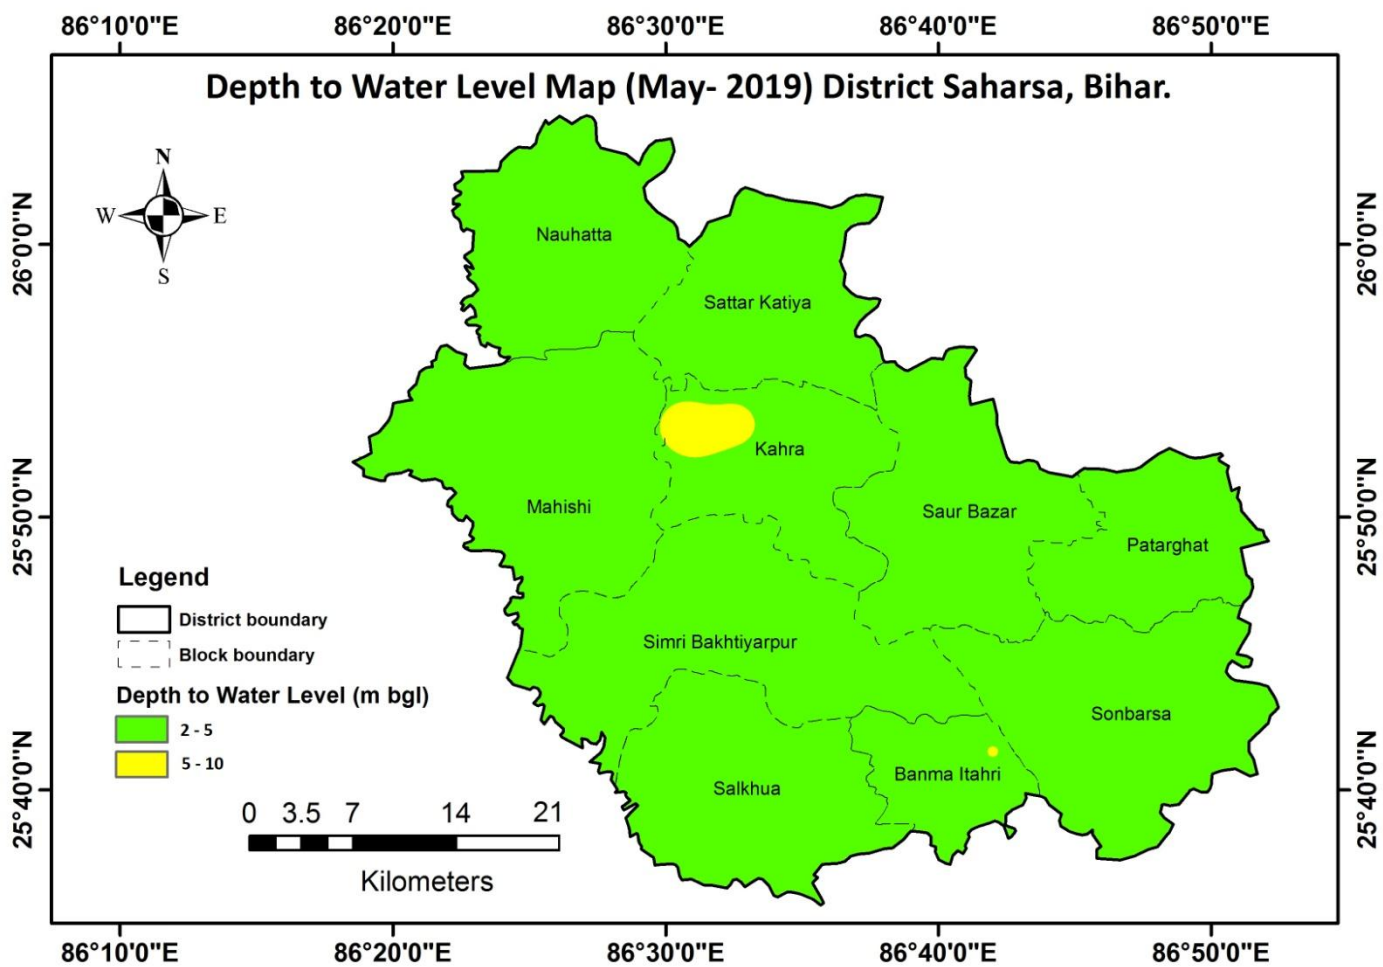 86°10'0"E 86°20'0"E 86°30'0"E 86°40'0"E 86°50'0"E
Depth to Water Level Map (May- 2019) District Saharsa, Bihar.
N
W E
S
26°0'0"N
26°0'0"N
Nauhatta
Sattar Katiya
Kahra
Mahishi
Saur Bazar
25°50'0"N
25°50'0"N
Patarghat
Legend
District boundary
Block boundary
Simri Bakhtiyarpur
Depth to Water Level (m bgl)
2 - 5
5 - 10
Sonbarsa
Banma Itahri
Salkhua
25°40'0"N
25°40'0"N
0 3.5 7 14 21
Kilometers
86°10'0"E 86°20'0"E 86°30'0"E 86°40'0"E 86°50'0"E